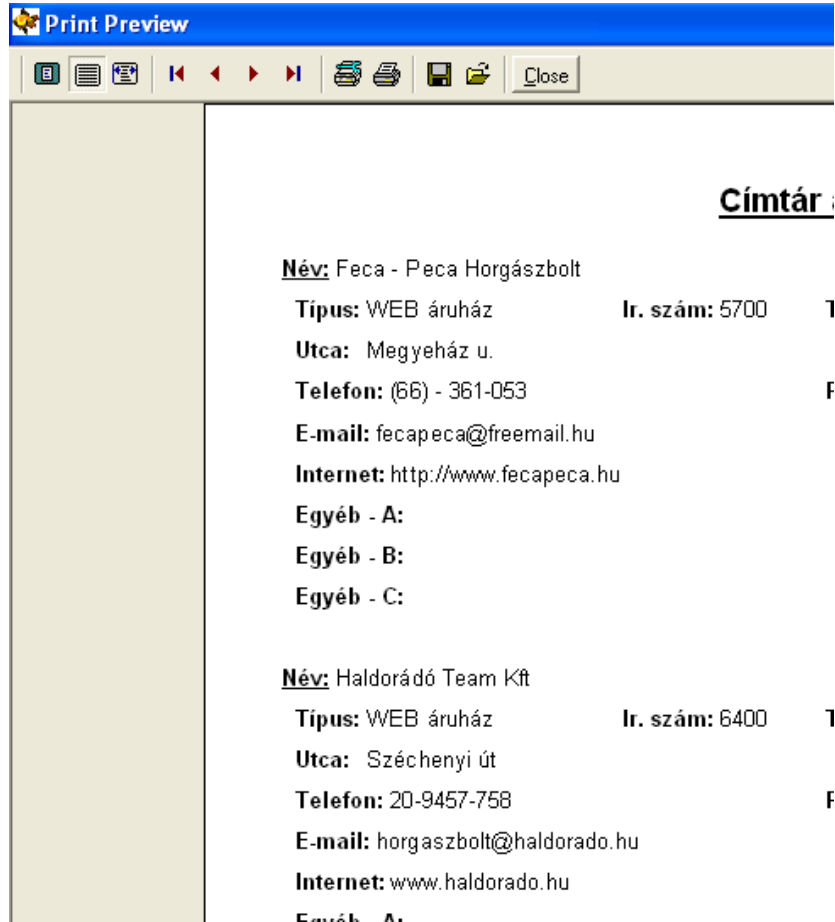 Print Preview
Close
Címtár
Név: Feca - Peca Horgászbolt
Típus: WEB áruház Ir. szám: 5700
Utca: Megyeház u.
Telefon: (66) - 361-053
E-mail: fecapeca@freemail.hu
Internet: http://www.fecapeca.hu
Egyéb - A:
Egyéb - B:
Egyéb - C:
Név: Haldorádó Team Kft
Típus: WEB áruház Ir. szám: 6400
Utca: Széchenyi út
Telefon: 20-9457-758
E-mail: horgaszbolt@haldorado.hu
Internet: www.haldorado.hu
Egyéb - A: